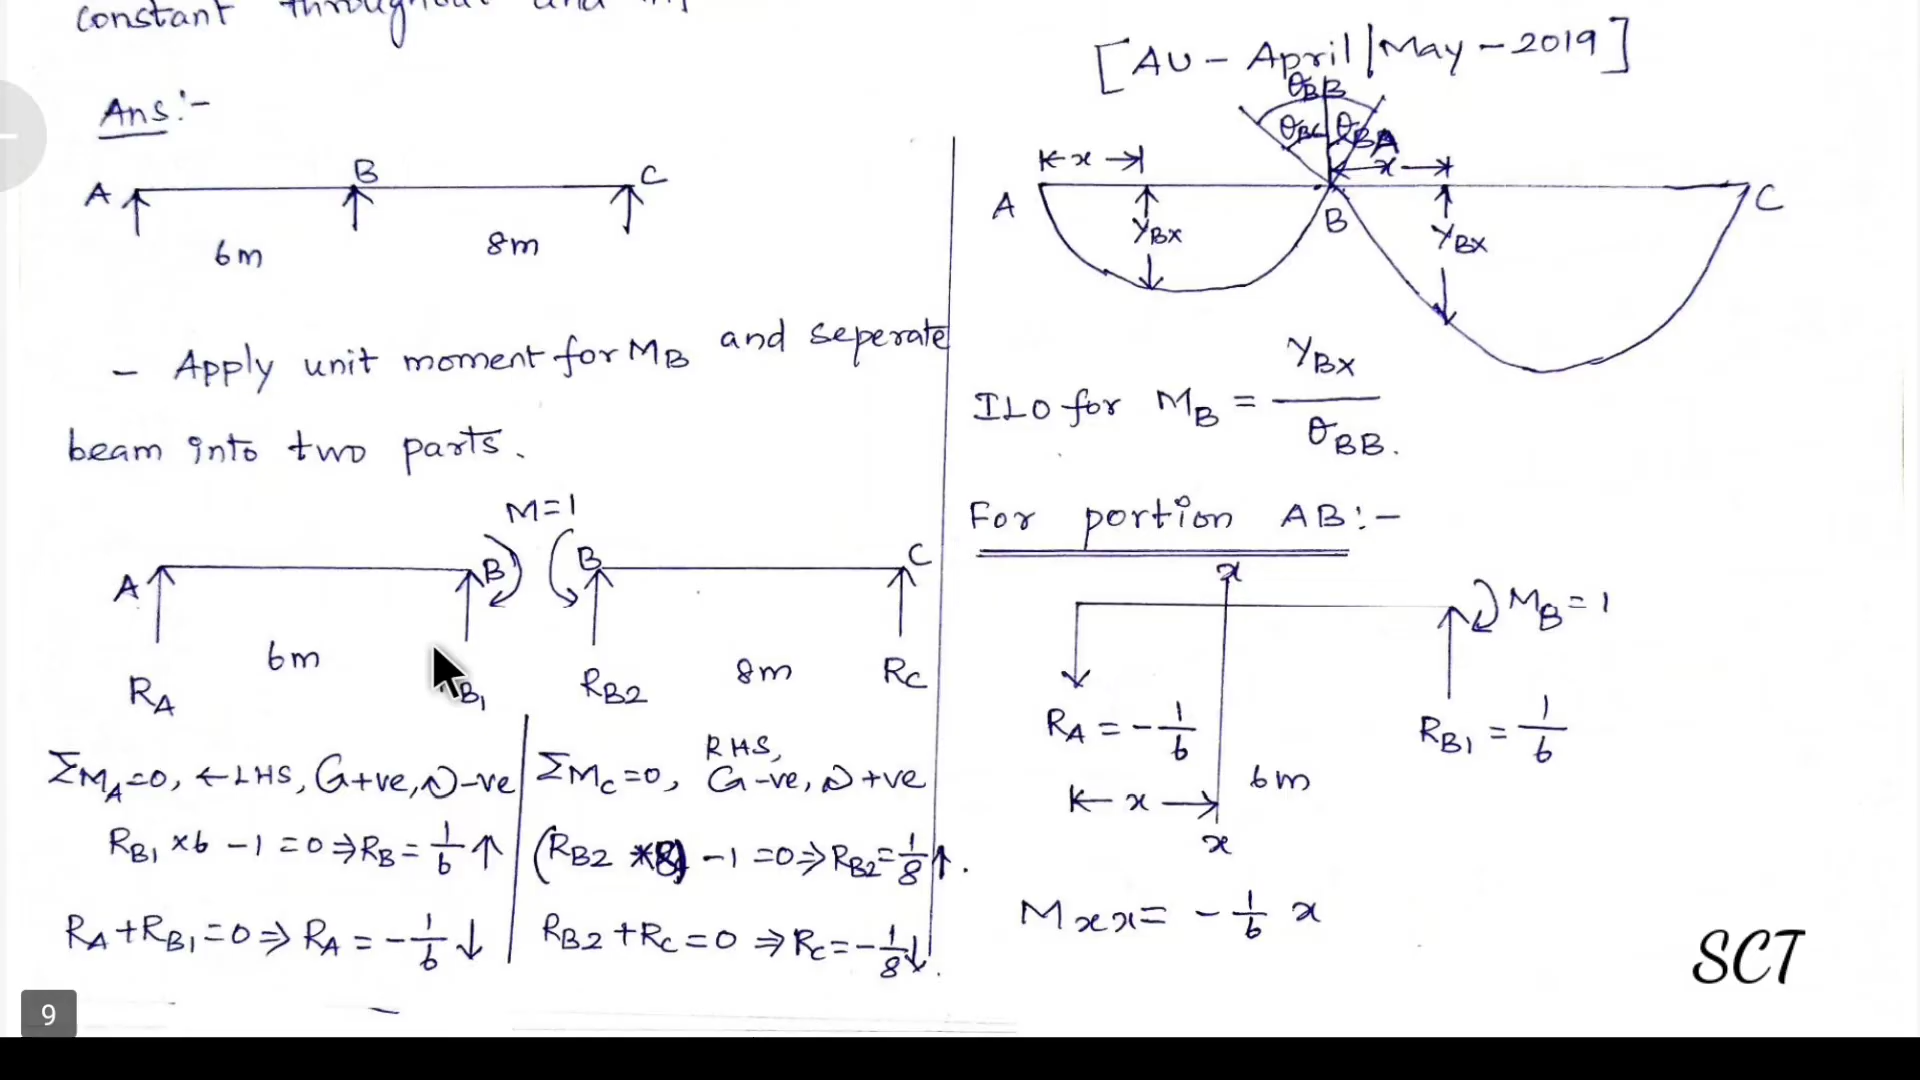 constant throughout and
[AU - April|May - 2019]
Ans:-
A B C
6m 8m
- Apply unit moment for MB and seperate
beam into two parts.
M=1
A B B C
6m 8m
RA B1 RB2 RC
ΣMA=0, ←LHS, ↺+ve, ↻-ve
RB1 ×6 -1 =0 ⇒ RB = 1/6 ↑
RA+RB1=0 ⇒ RA = -1/6 ↓
RHS,
ΣMC=0, ↺-ve, ↻+ve
(RB2 *8) -1 =0 ⇒ RB2=1/8 ↑.
RB2 +RC =0 ⇒ RC=-1/8 ↓.
θBB
θBC θBA
x x
A B C
YBX YBX
ILO for MB = YBX / θBB.
For portion AB:-
x
MB=1
RA = -1/6
RB1 = 1/6
6m
x
x
Mxx= -1/6 x
SCT
9